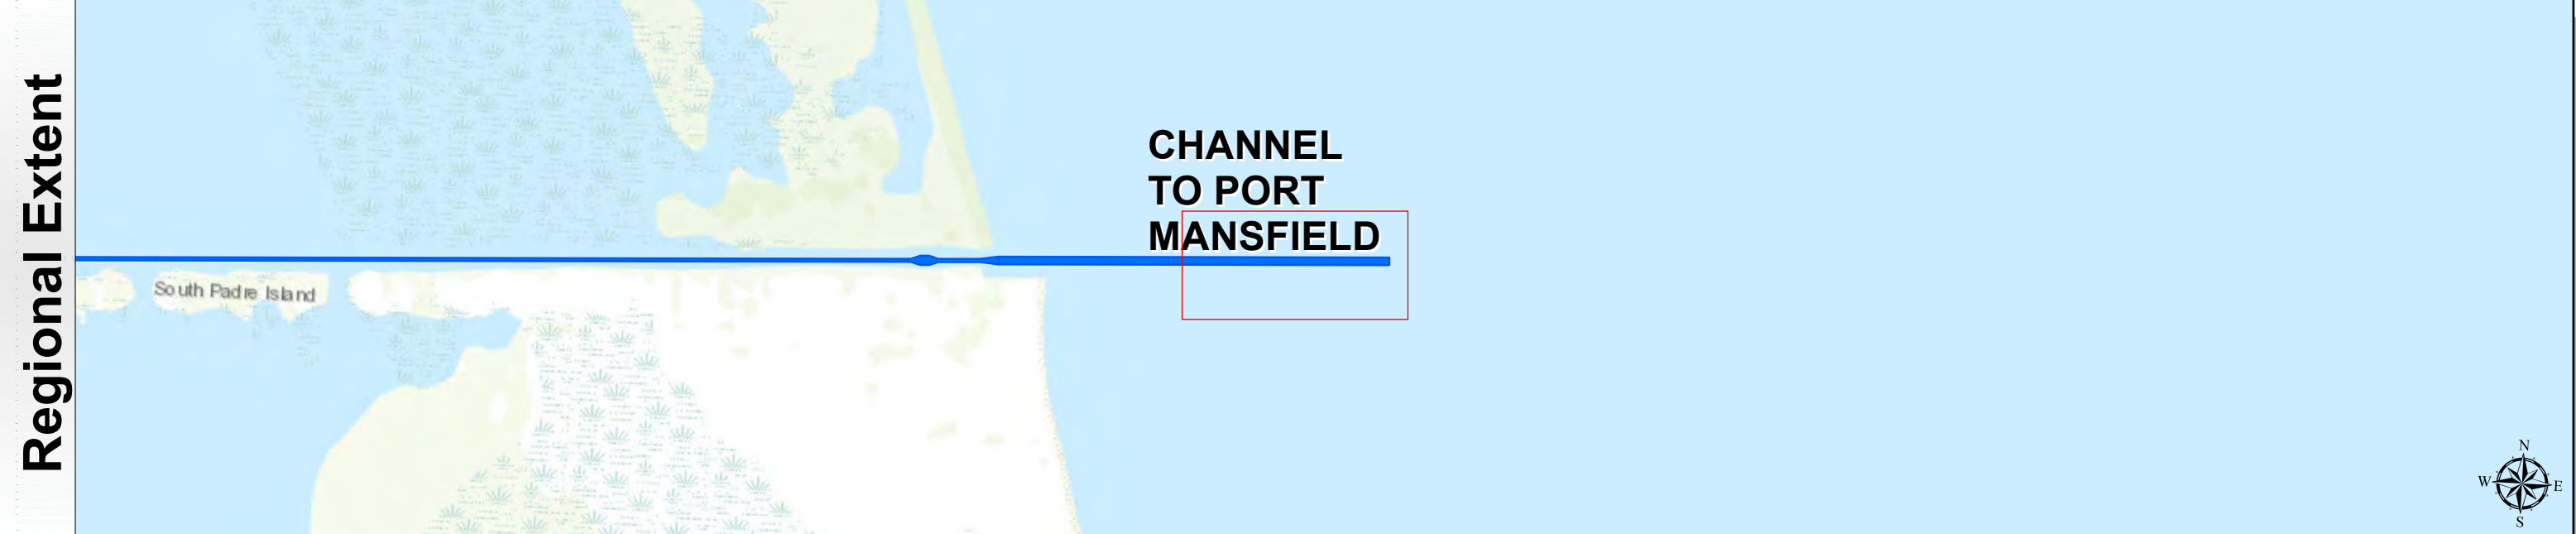 Regional Extent
CHANNEL
TO PORT
MANSFIELD
South Padre Island
N
W E
S